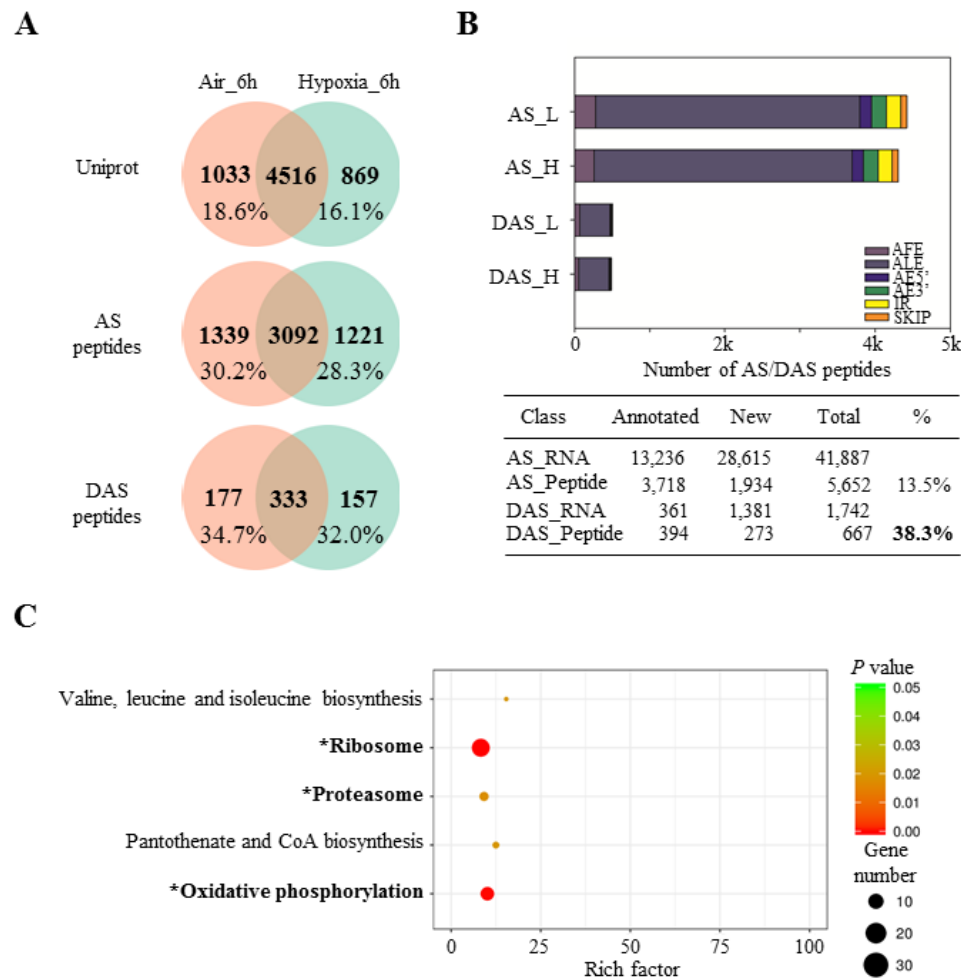 A
Air_6h Hypoxia_6h
Uniprot
1033 4516 869
18.6% 16.1%
AS
peptides
1339 3092 1221
30.2% 28.3%
DAS
peptides
177 333 157
34.7% 32.0%
B
AS_L
AS_H
DAS_L
DAS_H
AFE
ALE
AE5'
AE3'
IR
SKIP
0 2k 4k 5k
Number of AS/DAS peptides
Class Annotated New Total %
AS_RNA 13,236 28,615 41,887
AS_Peptide 3,718 1,934 5,652 13.5%
DAS_RNA 361 1,381 1,742
DAS_Peptide 394 273 667 38.3%
C
Valine, leucine and isoleucine biosynthesis
*Ribosome
*Proteasome
Pantothenate and CoA biosynthesis
*Oxidative phosphorylation
0 25 50 75 100
Rich factor
P value
0.05
0.04
0.03
0.02
0.01
0.00
Gene
number
10
20
30